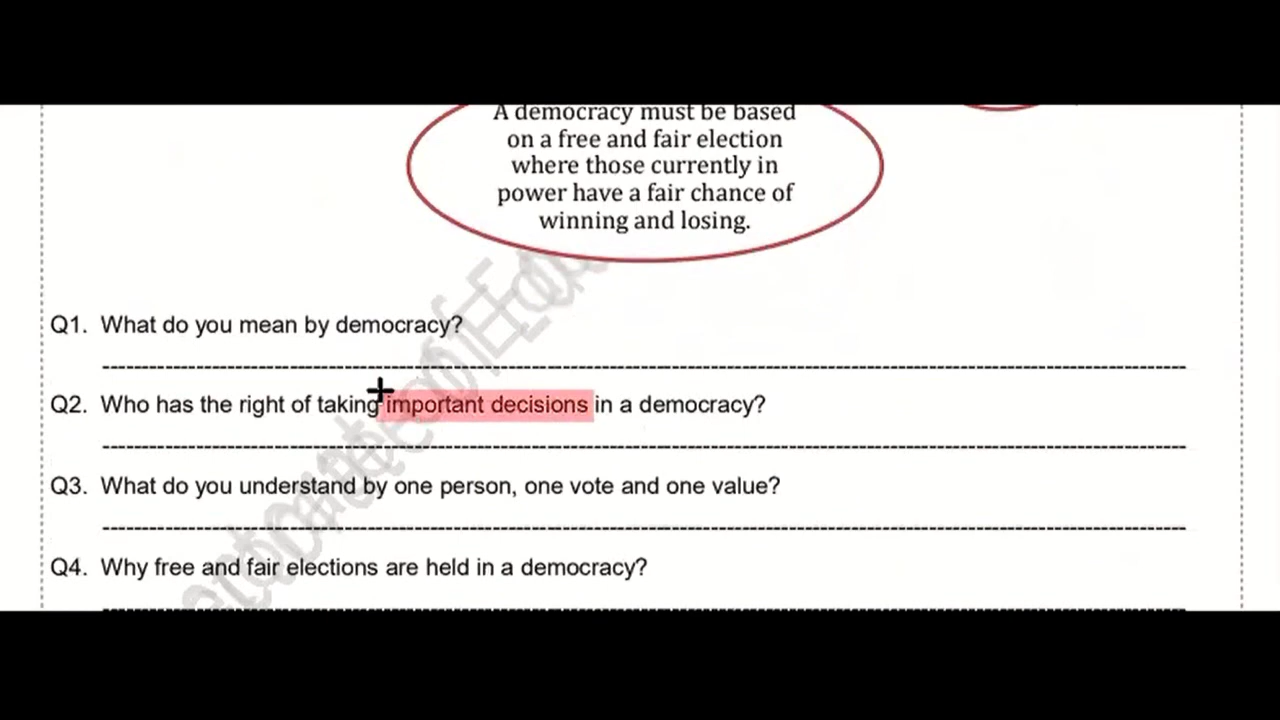 A democracy must be based
on a free and fair election
where those currently in
power have a fair chance of
winning and losing.
Q1. What do you mean by democracy?
Q2. Who has the right of taking important decisions in a democracy?
Q3. What do you understand by one person, one vote and one value?
Q4. Why free and fair elections are held in a democracy?